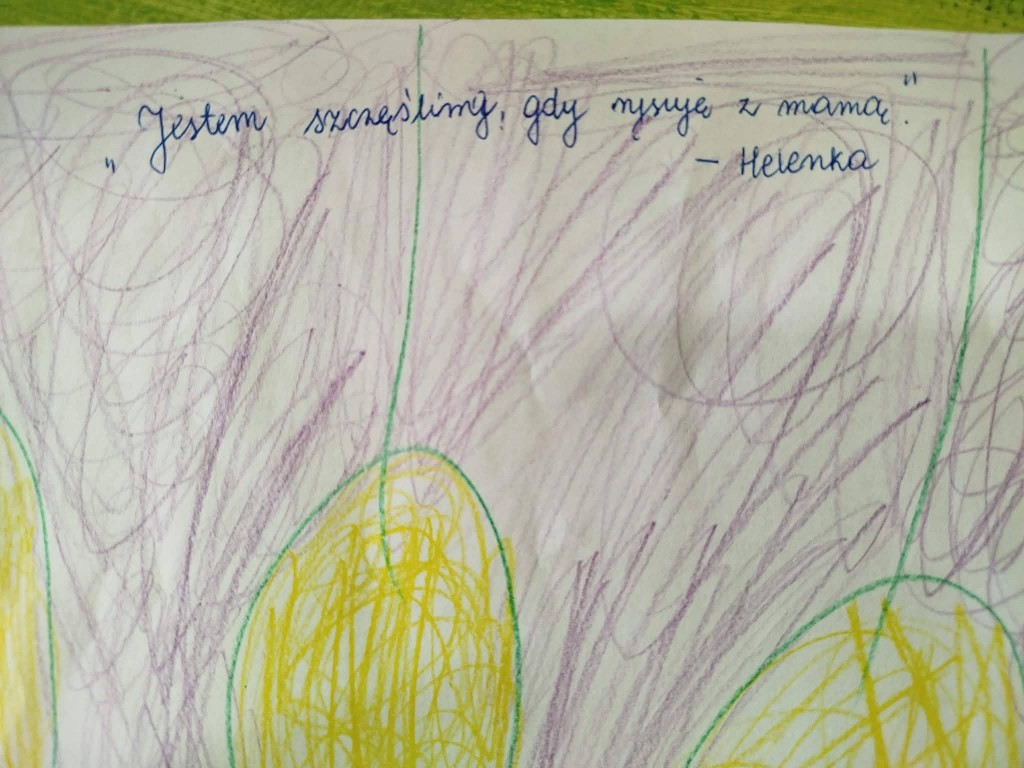 „Jestem szczęśliwy, gdy rysuję z mamą."
– Helenka